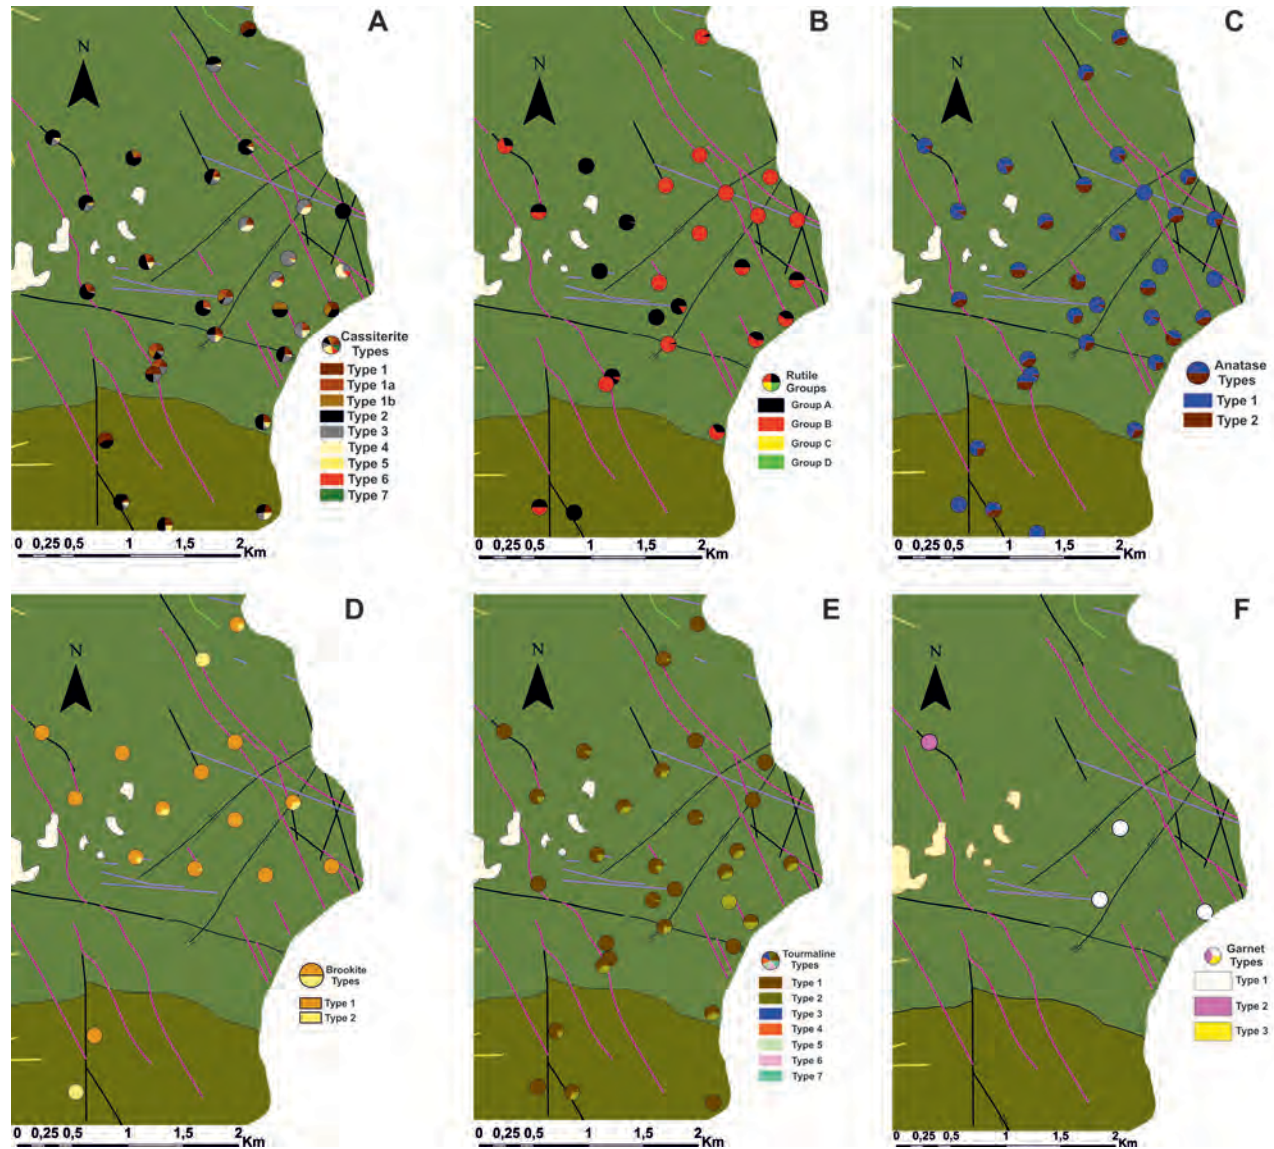 A
N
Cassiterite
Types
Type 1
Type 1a
Type 1b
Type 2
Type 3
Type 4
Type 5
Type 6
Type 7
0 0,25 0,5 1 1,5 2 Km
B
N
Rutile
Groups
Group A
Group B
Group C
Group D
0 0,25 0,5 1 1,5 2 Km
C
N
Anatase
Types
Type 1
Type 2
0 0,25 0,5 1 1,5 2 Km
D
N
Brookite
Types
Type 1
Type 2
0 0,25 0,5 1 1,5 2 Km
E
N
Tourmaline
Types
Type 1
Type 2
Type 3
Type 4
Type 5
Type 6
Type 7
0 0,25 0,5 1 1,5 2 Km
F
N
Garnet
Types
Type 1
Type 2
Type 3
0 0,25 0,5 1 1,5 2 Km